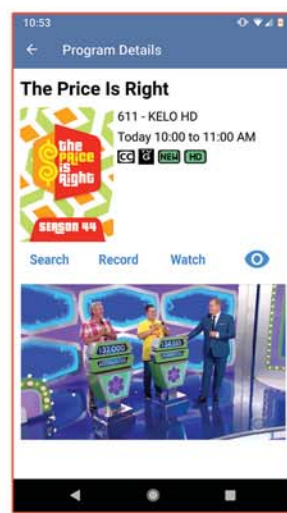 10:53
Program Details
The Price Is Right
611 - KELO HD
Today 10:00 to 11:00 AM
CC TV G NEW HD
the
PRICE
is
Right
SEASON 44
Search Record Watch